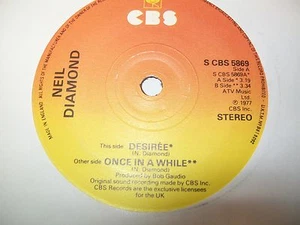 CBS
NEIL
DIAMOND
S CBS 5869
Side A
S CBS 5869A*
A Side * 3.19
B Side ** 3.34
ATV Music
Ltd
℗ 1977
CBS Inc.
STEREO
MADE IN ENGLAND
This side DESIRÉE*
(N. Diamond)
Other side ONCE IN A WHILE**
(N. Diamond)
Produced by Bob Gaudio
Original sound recording made by CBS Inc.
CBS Records are the exclusive licensees
for the UK